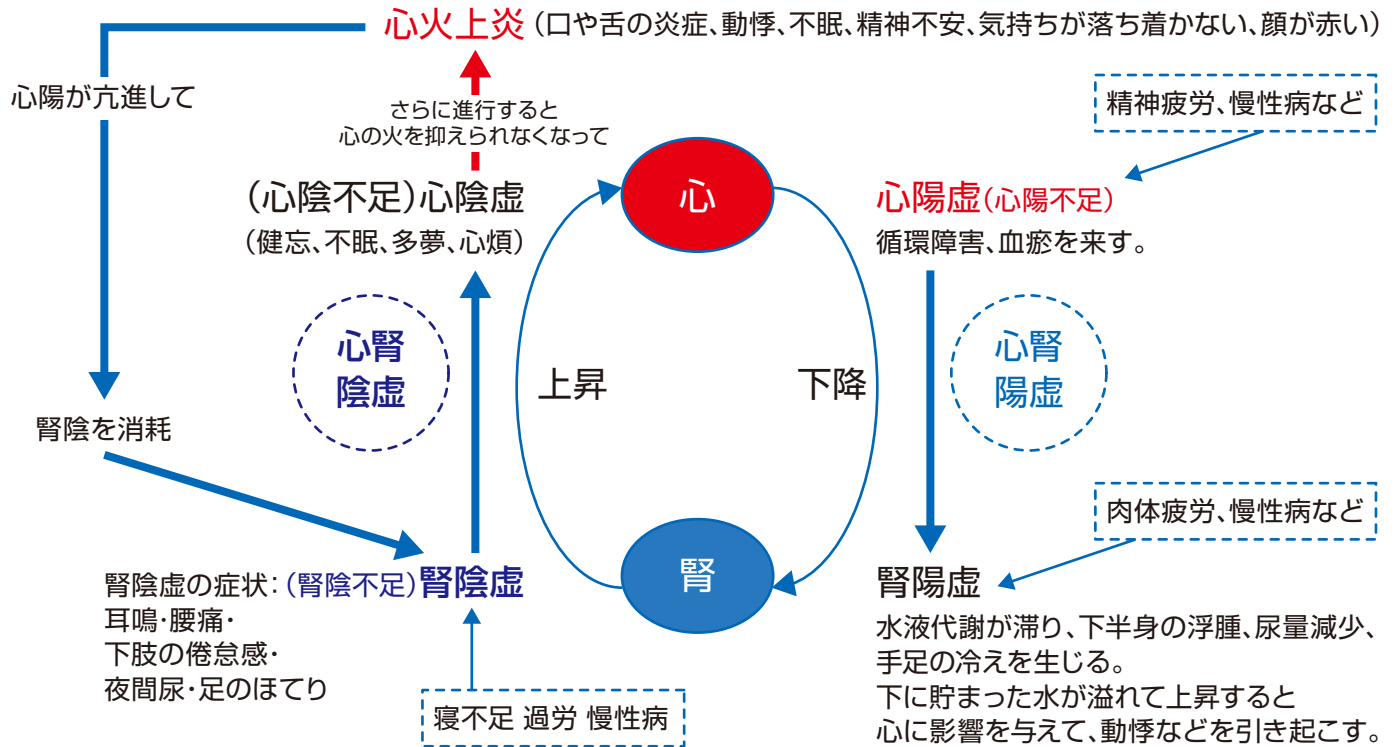 心火上炎（口や舌の炎症、動悸、不眠、精神不安、気持ちが落ち着かない、顔が赤い）
心陽が亢進して
さらに進行すると
心の火を抑えられなくなって
精神疲労、慢性病など
（心陰不足）心陰虚
（健忘、不眠、多夢、心煩）
心
心陽虚（心陽不足）
循環障害、血瘀を来す。
心腎
陰虚
上昇
下降
心腎
陽虚
腎陰を消耗
肉体疲労、慢性病など
腎陰虚の症状：（腎陰不足）腎陰虚
耳鳴・腰痛・
下肢の倦怠感・
夜間尿・足のほてり
寝不足 過労 慢性病
腎
腎陽虚
水液代謝が滞り、下半身の浮腫、尿量減少、
手足の冷えを生じる。
下に貯まった水が溢れて上昇すると
心に影響を与えて、動悸などを引き起こす。